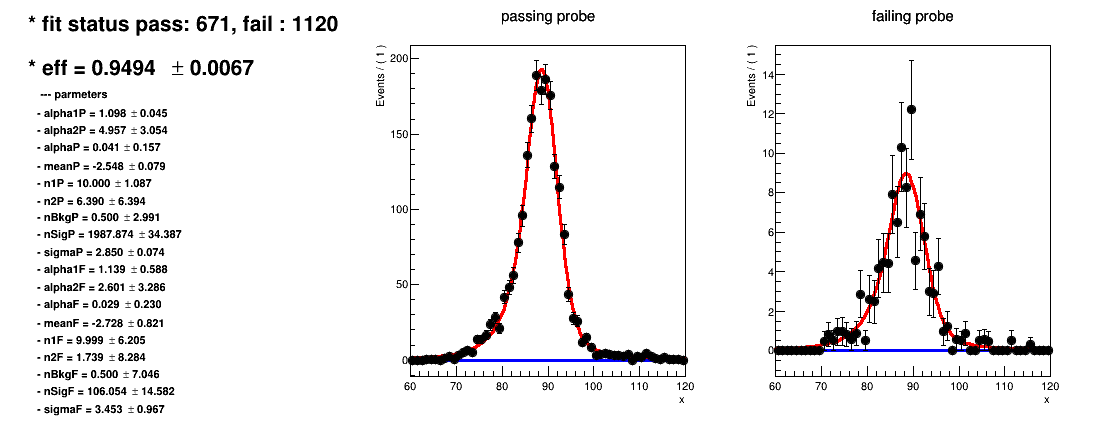 * fit status pass: 671, fail : 1120
* eff = 0.9494 ± 0.0067
--- parmeters
- alpha1P = 1.098 ± 0.045
- alpha2P = 4.957 ± 3.054
- alphaP = 0.041 ± 0.157
- meanP = -2.548 ± 0.079
- n1P = 10.000 ± 1.087
- n2P = 6.390 ± 6.394
- nBkgP = 0.500 ± 2.991
- nSigP = 1987.874 ± 34.387
- sigmaP = 2.850 ± 0.074
- alpha1F = 1.139 ± 0.588
- alpha2F = 2.601 ± 3.286
- alphaF = 0.029 ± 0.230
- meanF = -2.728 ± 0.821
- n1F = 9.999 ± 6.205
- n2F = 1.739 ± 8.284
- nBkgF = 0.500 ± 7.046
- nSigF = 106.054 ± 14.582
- sigmaF = 3.453 ± 0.967
passing probe
Events / ( 1 )
200
150
100
50
0
60 70 80 90 100 110 120
x
failing probe
Events / ( 1 )
14
12
10
8
6
4
2
0
60 70 80 90 100 110 120
x